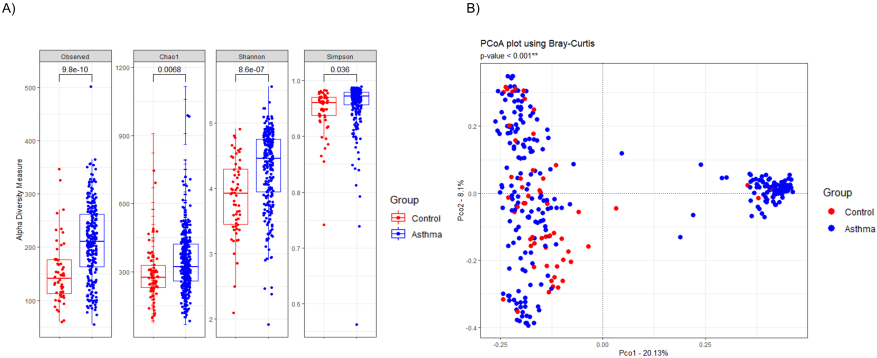 A)
Observed
Chao1
Shannon
Simpson
9.8e-10
0.0068
8.6e-07
0.036
Alpha Diversity Measure
500
400
300
200
100
1200
900
600
300
5
4
3
2
1.0
0.9
0.8
0.7
0.6
Group
Control
Asthma
B)
PCoA plot using Bray-Curtis
p-value < 0.001**
Pco2 - 8.1%
0.2
0.0
-0.2
-0.4
-0.25
0.00
0.25
Pco1 - 20.13%
Group
Control
Asthma